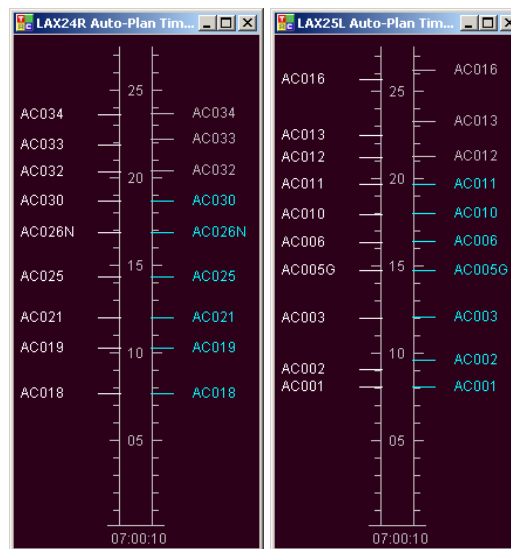 LAX24R Auto-Plan Tim...
25
AC034 AC034
AC033 AC033
AC032 AC032
20
AC030 AC030
AC026N AC026N
15
AC025 AC025
AC021 AC021
AC019 AC019
10
AC018 AC018
05
07:00:10
LAX25L Auto-Plan Tim...
AC016 AC016
25
AC013 AC013
AC012 AC012
20
AC011 AC011
AC010 AC010
AC006 AC006
15
AC005G AC005G
AC003 AC003
10
AC002 AC002
AC001 AC001
05
07:00:10